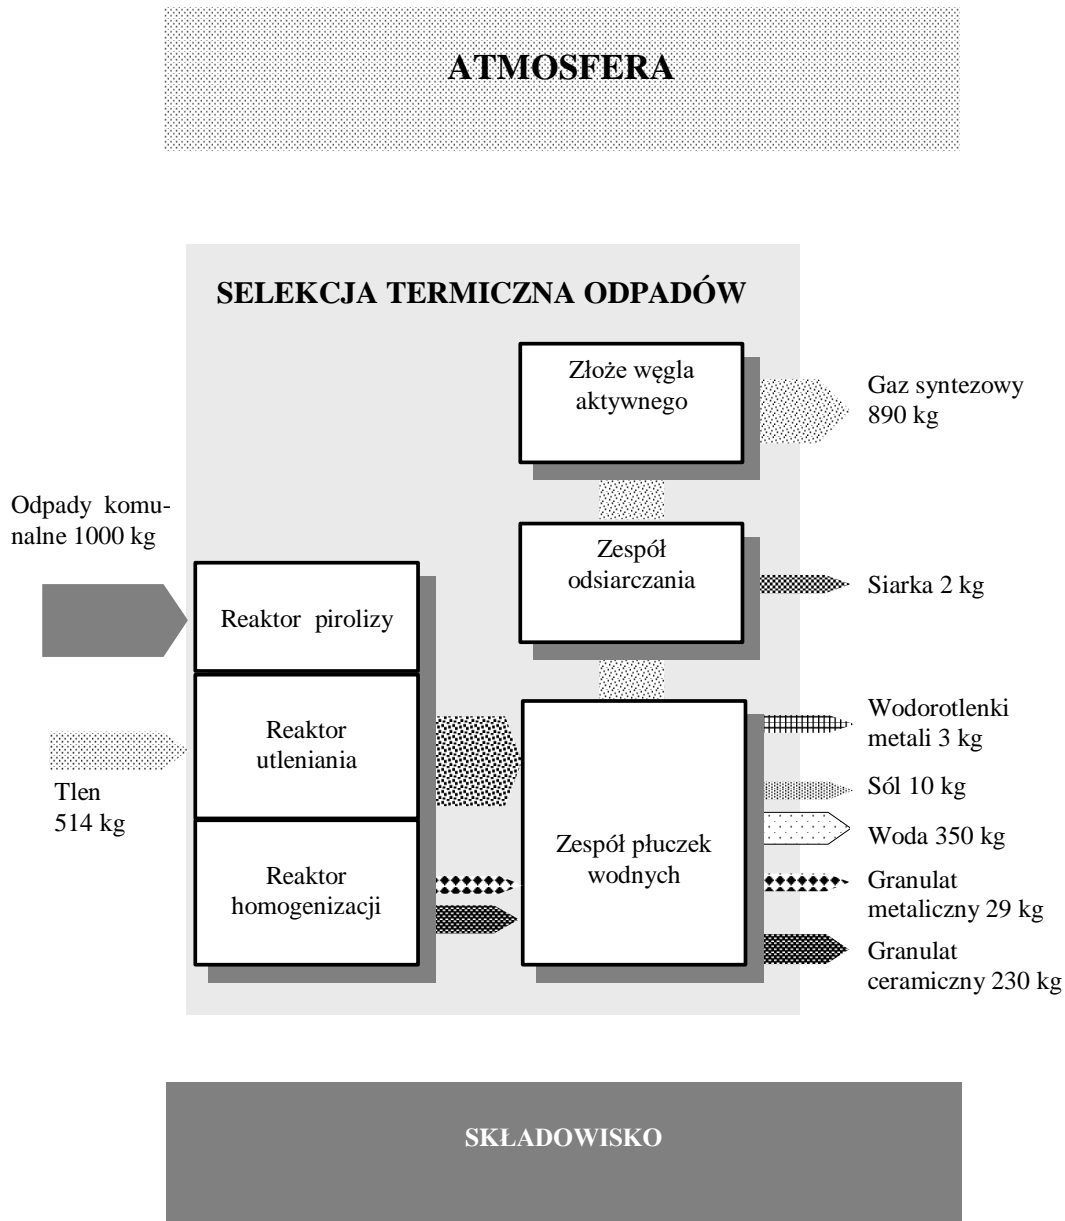 ATMOSFERA
SELEKCJA TERMICZNA ODPADÓW
Złoże węgla
aktywnego
Gaz syntezowy
890 kg
Odpady komu-
nalne 1000 kg
Zespół
odsiarczania
Siarka 2 kg
Reaktor pirolizy
Reaktor
utleniania
Tlen
514 kg
Reaktor
homogenizacji
Zespół płuczek
wodnych
Wodorotlenki
metali 3 kg
Sól 10 kg
Woda 350 kg
Granulat
metaliczny 29 kg
Granulat
ceramiczny 230 kg
SKŁADOWISKO